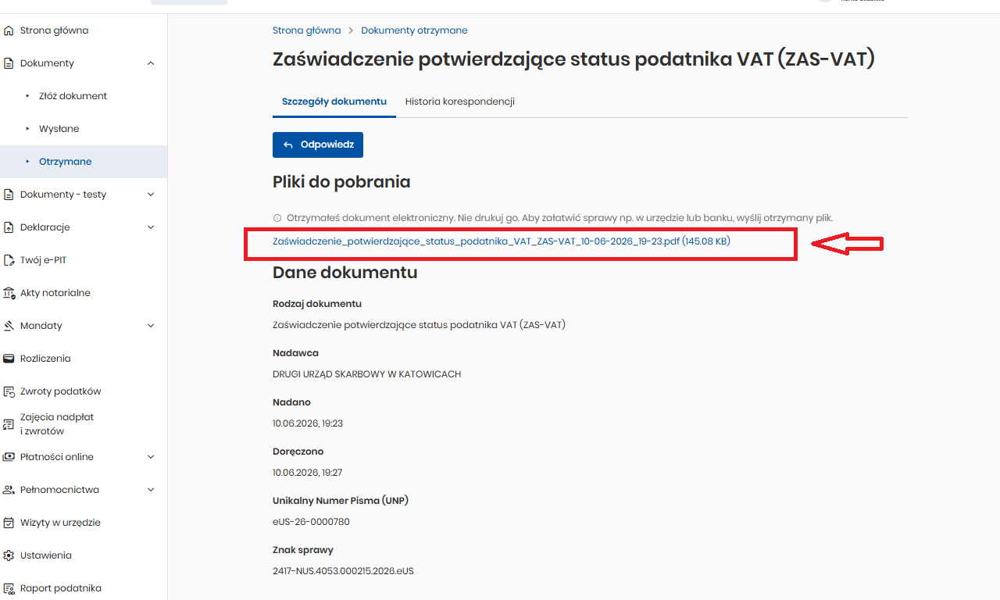 Strona główna
Dokumenty
Złóż dokument
Wysłane
Otrzymane
Dokumenty - testy
Deklaracje
Twój e-PIT
Akty notarialne
Mandaty
Rozliczenia
Zwroty podatków
Zajęcia nadpłat
i zwrotów
Płatności online
Pełnomocnictwa
Wizyty w urzędzie
Ustawienia
Raport podatnika
Strona główna > Dokumenty otrzymane
Zaświadczenie potwierdzające status podatnika VAT (ZAS-VAT)
Szczegóły dokumentu Historia korespondencji
Odpowiedz
Pliki do pobrania
Otrzymałeś dokument elektroniczny. Nie drukuj go. Aby załatwić sprawy np. w urzędzie lub banku, wyślij otrzymany plik.
Zaświadczenie_potwierdzające_status_podatnika_VAT_ZAS-VAT_10-06-2026_19-23.pdf (145.08 KB)
Dane dokumentu
Rodzaj dokumentu
Zaświadczenie potwierdzające status podatnika VAT (ZAS-VAT)
Nadawca
DRUGI URZĄD SKARBOWY W KATOWICACH
Nadano
10.06.2026, 19:23
Doręczono
10.06.2026, 19:27
Unikalny Numer Pisma (UNP)
eUS-26-0000780
Znak sprawy
2417-NUS.4053.000215.2026.eUS